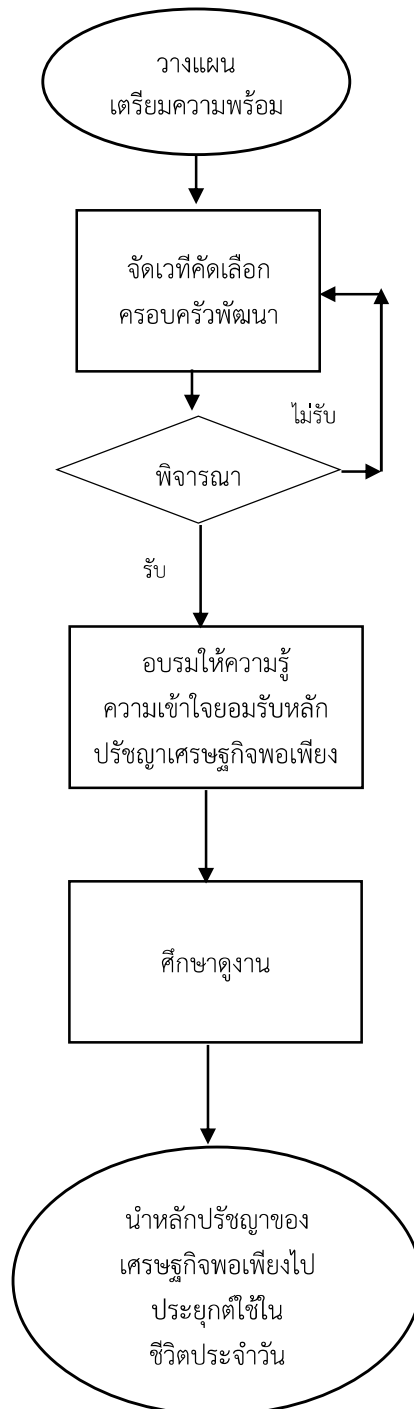 วางแผน
เตรียมความพร้อม
จัดเวทีคัดเลือก
ครอบครัวพัฒนา
ไม่รับ
พิจารณา
รับ
อบรมให้ความรู้
ความเข้าใจยอมรับหลัก
ปรัชญาเศรษฐกิจพอเพียง
ศึกษาดูงาน
นำหลักปรัชญาของ
เศรษฐกิจพอเพียงไป
ประยุกต์ใช้ใน
ชีวิตประจำวัน